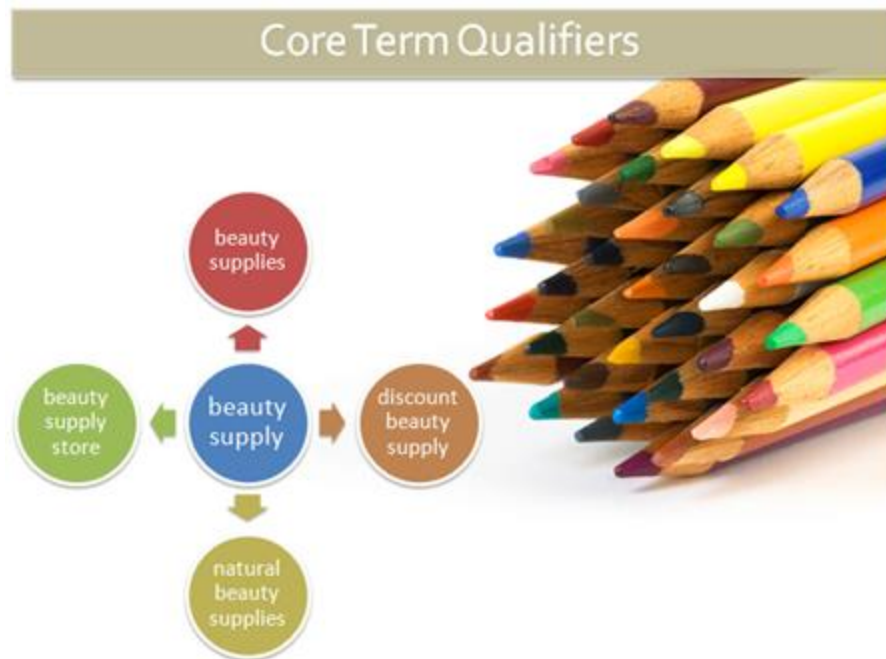 Core Term Qualifiers
beauty
supplies
beauty
supply
store
beauty
supply
discount
beauty
supply
natural
beauty
supplies